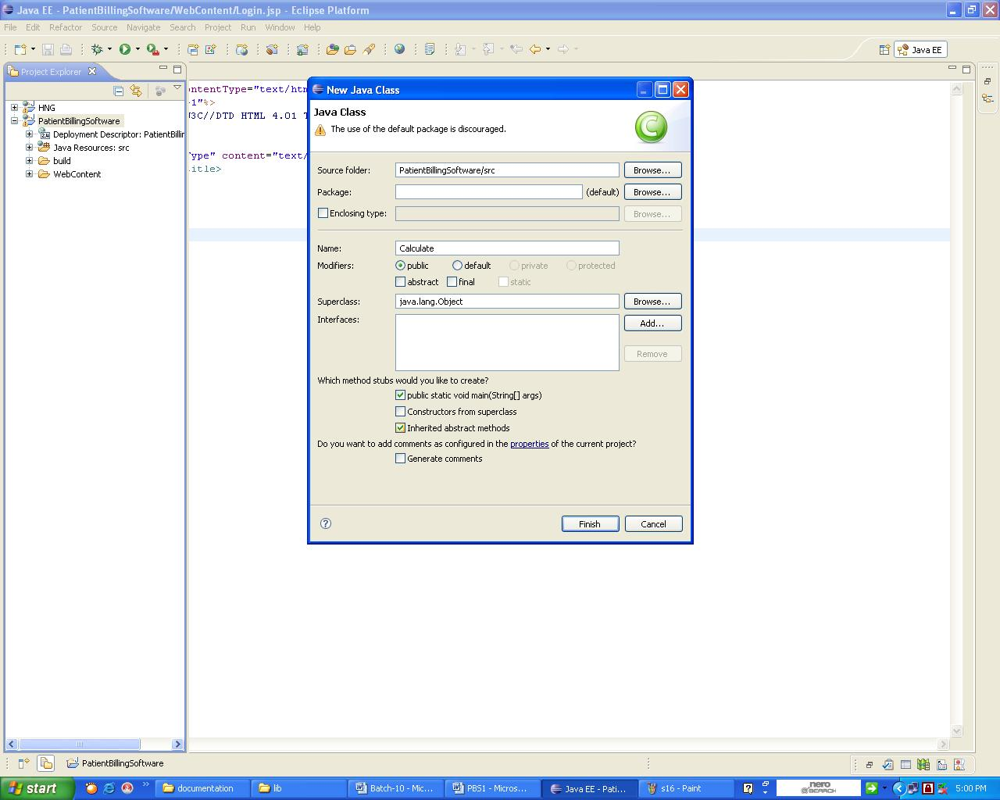 Java EE - PatientBillingSoftware/WebContent/Login.jsp - Eclipse Platform
File Edit Refactor Source Navigate Search Project Run Window Help
Java EE
Project Explorer
HNG
PatientBillingSoftware
Deployment Descriptor: PatientBillin
Java Resources: src
build
WebContent
ontentType="text/htm
-1"%>
W3C//DTD HTML 4.01 T
Type" content="text/
itle>
New Java Class
Java Class
The use of the default package is discouraged.
Source folder: PatientBillingSoftware/src Browse...
Package: (default) Browse...
Enclosing type: Browse...
Name: Calculate
Modifiers: public default private protected
abstract final static
Superclass: java.lang.Object Browse...
Interfaces: Add...
Remove
Which method stubs would you like to create?
public static void main(String[] args)
Constructors from superclass
Inherited abstract methods
Do you want to add comments as configured in the properties of the current project?
Generate comments
Finish Cancel
PatientBillingSoftware
start documentation lib Batch-10 - Mic... PBS1 - Micros... Java EE - Pati... s16 - Paint nero SEARCH 5:00 PM